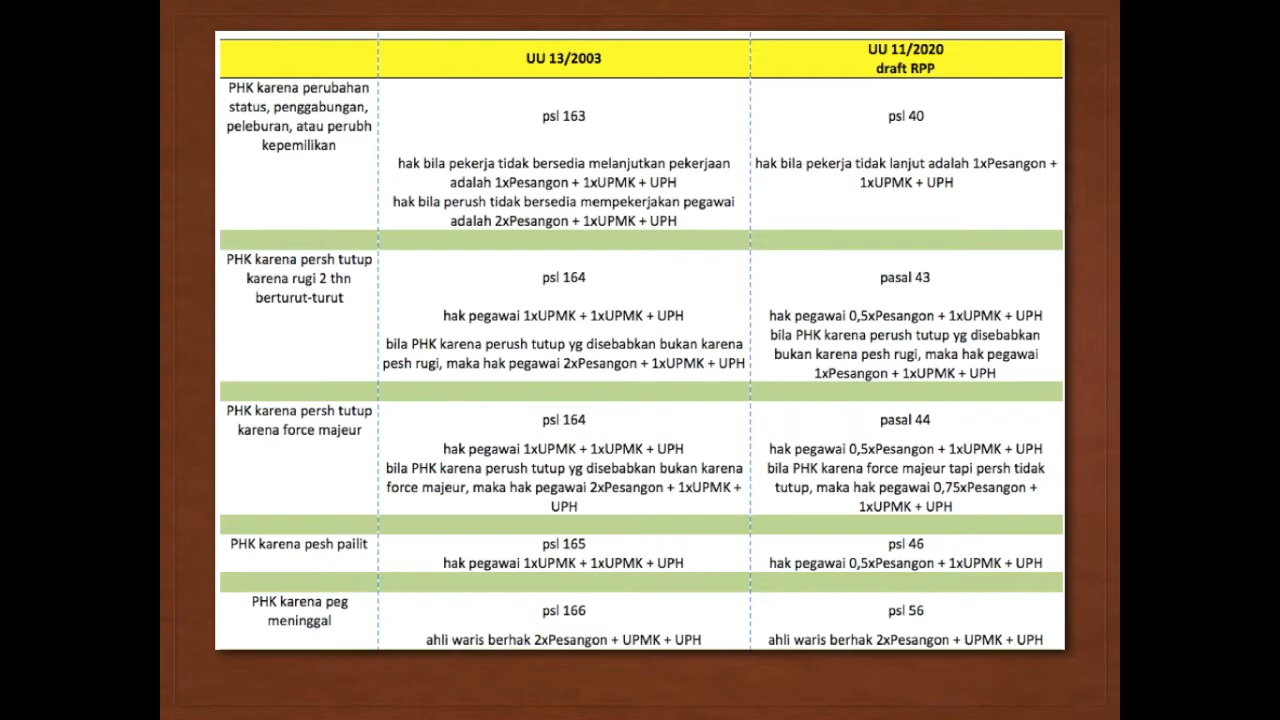 UU 13/2003
UU 11/2020
draft RPP
PHK karena perubahan
status, penggabungan,
peleburan, atau perubh
kepemilikan
psl 163
psl 40
hak bila pekerja tidak bersedia melanjutkan pekerjaan
adalah 1xPesangon + 1xUPMK + UPH
hak bila perush tidak bersedia mempekerjakan pegawai
adalah 2xPesangon + 1xUPMK + UPH
hak bila pekerja tidak lanjut adalah 1xPesangon +
1xUPMK + UPH
PHK karena persh tutup
karena rugi 2 thn
berturut-turut
psl 164
pasal 43
hak pegawai 1xUPMK + 1xUPMK + UPH
bila PHK karena perush tutup yg disebabkan bukan karena
pesh rugi, maka hak pegawai 2xPesangon + 1xUPMK + UPH
hak pegawai 0,5xPesangon + 1xUPMK + UPH
bila PHK karena perush tutup yg disebabkan
bukan karena pesh rugi, maka hak pegawai
1xPesangon + 1xUPMK + UPH
PHK karena persh tutup
karena force majeur
psl 164
pasal 44
hak pegawai 1xUPMK + 1xUPMK + UPH
bila PHK karena perush tutup yg disebabkan bukan karena
force majeur, maka hak pegawai 2xPesangon + 1xUPMK +
UPH
hak pegawai 0,5xPesangon + 1xUPMK + UPH
bila PHK karena force majeur tapi persh tidak
tutup, maka hak pegawai 0,75xPesangon +
1xUPMK + UPH
PHK karena pesh pailit
psl 165
hak pegawai 1xUPMK + 1xUPMK + UPH
psl 46
hak pegawai 0,5xPesangon + 1xUPMK + UPH
PHK karena peg
meninggal
psl 166
psl 56
ahli waris berhak 2xPesangon + UPMK + UPH
ahli waris berhak 2xPesangon + UPMK + UPH